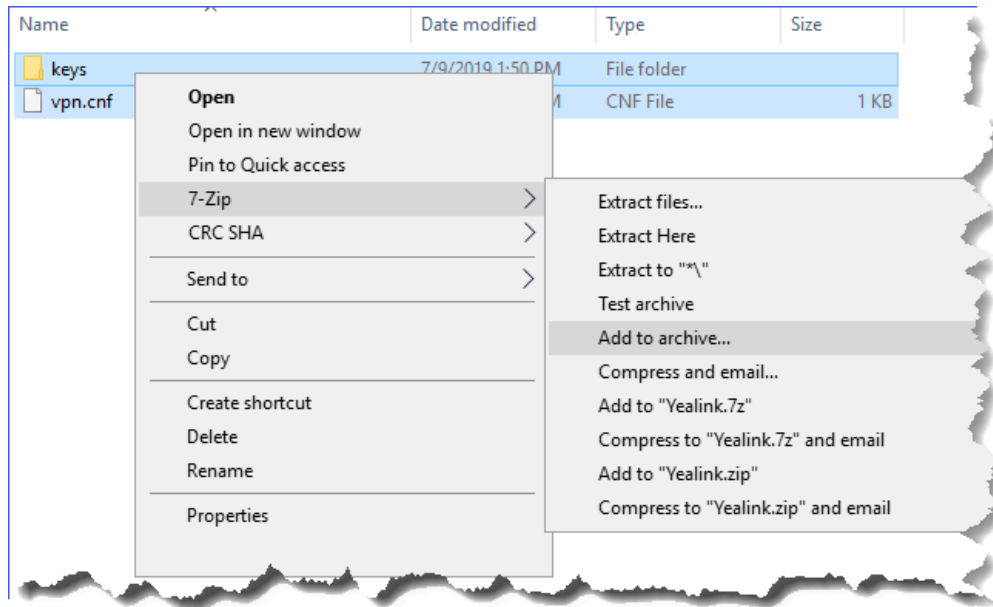 Name Date modified Type Size
keys 7/9/2019 1:50 PM File folder
vpn.cnf M CNF File 1 KB
Open
Open in new window
Pin to Quick access
7-Zip
CRC SHA
Send to
Cut
Copy
Create shortcut
Delete
Rename
Properties
Extract files...
Extract Here
Extract to "*\"
Test archive
Add to archive...
Compress and email...
Add to "Yealink.7z"
Compress to "Yealink.7z" and email
Add to "Yealink.zip"
Compress to "Yealink.zip" and email